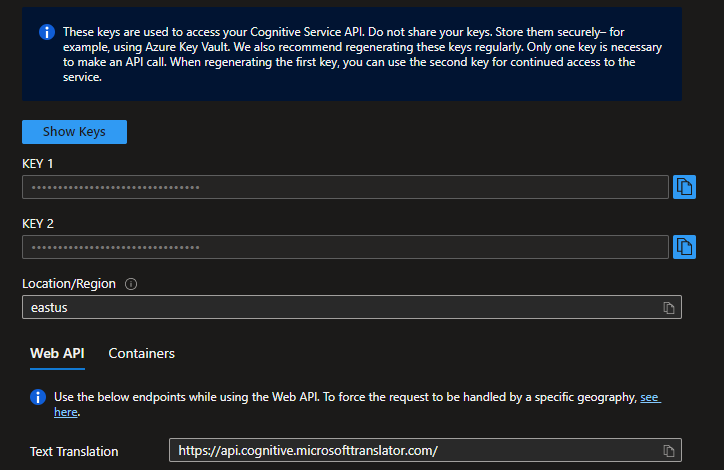 These keys are used to access your Cognitive Service API. Do not share your keys. Store them securely– for
example, using Azure Key Vault. We also recommend regenerating these keys regularly. Only one key is necessary
to make an API call. When regenerating the first key, you can use the second key for continued access to the
service.
Show Keys
KEY 1
••••••••••••••••••••••••••••••••
KEY 2
••••••••••••••••••••••••••••••••
Location/Region
eastus
Web API Containers
Use the below endpoints while using the Web API. To force the request to be handled by a specific geography, see
here.
Text Translation https://api.cognitive.microsofttranslator.com/